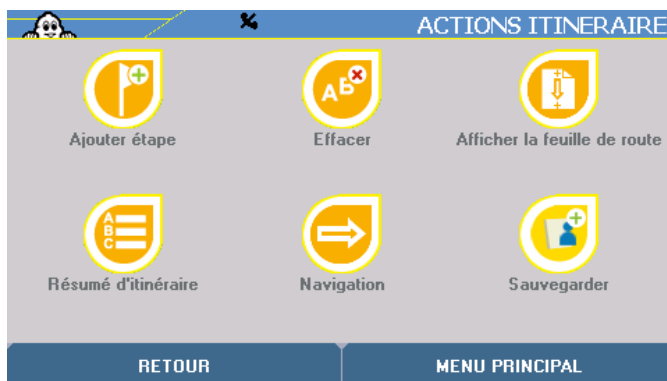 ACTIONS ITINERAIRE
Ajouter étape
Effacer
Afficher la feuille de route
Résumé d'itinéraire
Navigation
Sauvegarder
RETOUR
MENU PRINCIPAL